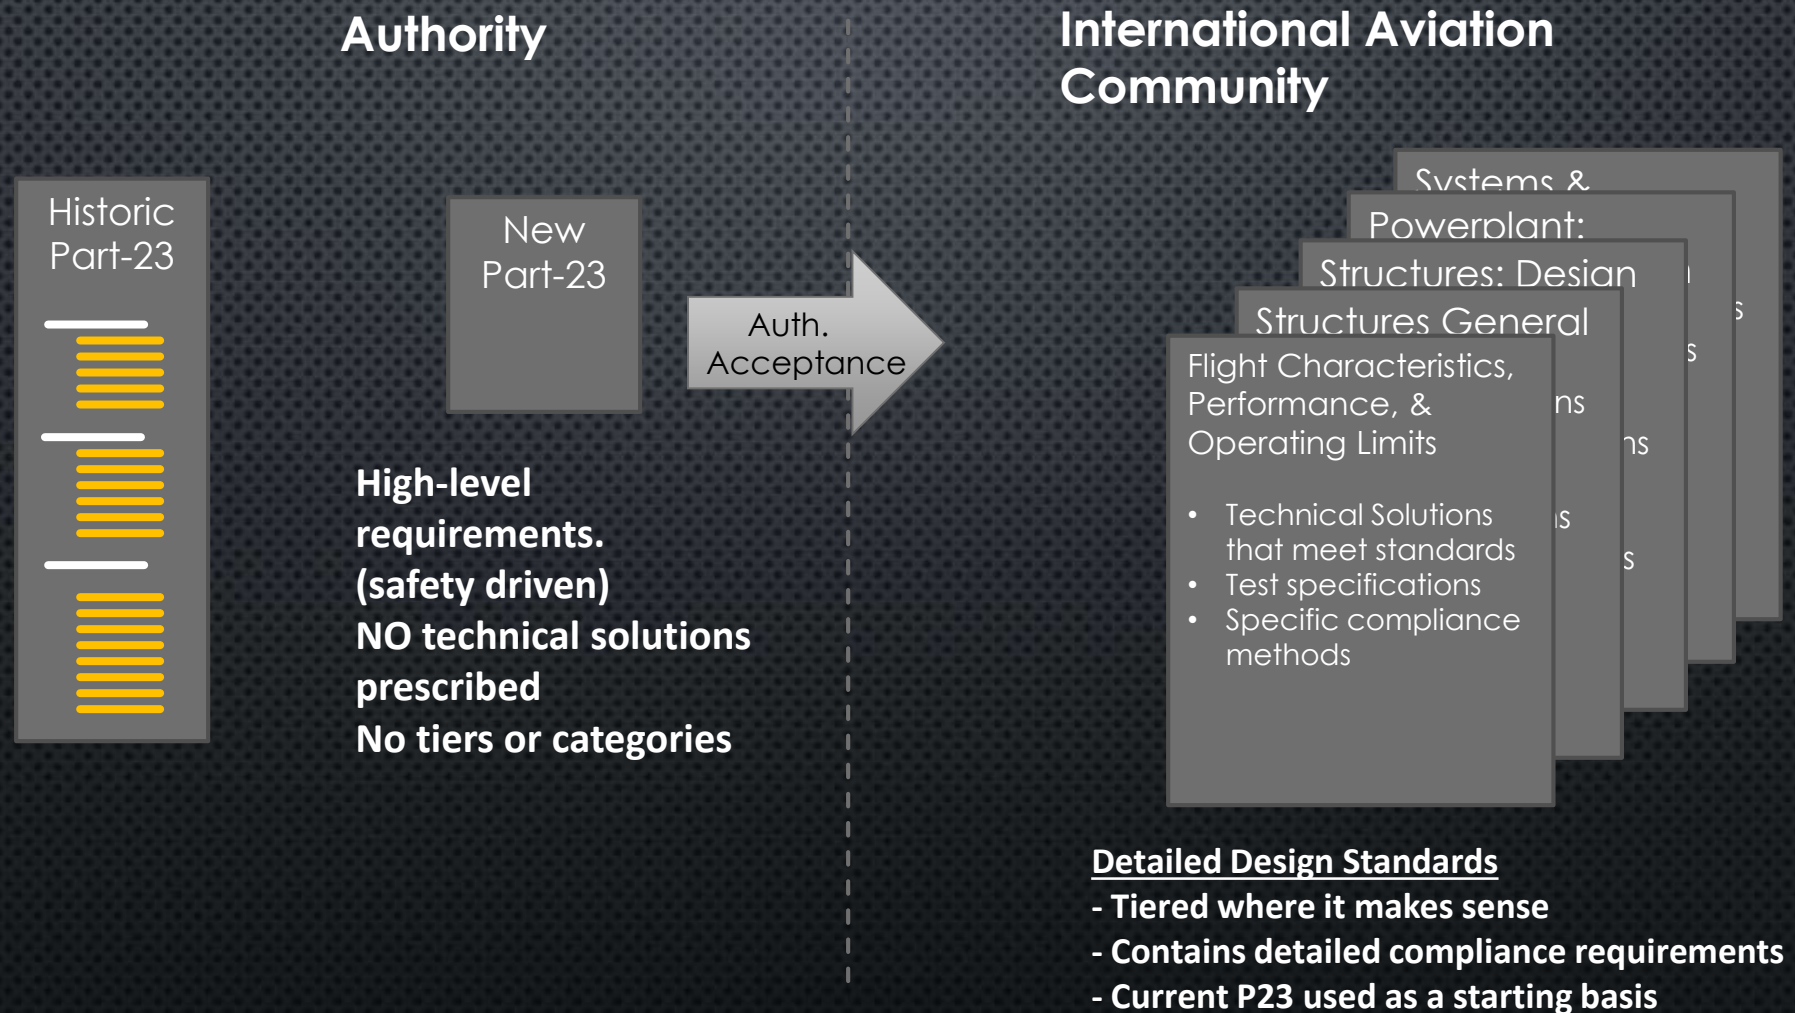 Authority
International Aviation
Community
Historic
Part-23
New
Part-23
Auth.
Acceptance
High-level
requirements.
(safety driven)
NO technical solutions
prescribed
No tiers or categories
Systems &
Powerplant:
Structures: Design
Structures General
Flight Characteristics,
Performance, &
Operating Limits
• Technical Solutions
that meet standards
• Test specifications
• Specific compliance
methods
Detailed Design Standards
- Tiered where it makes sense
- Contains detailed compliance requirements
- Current P23 used as a starting basis